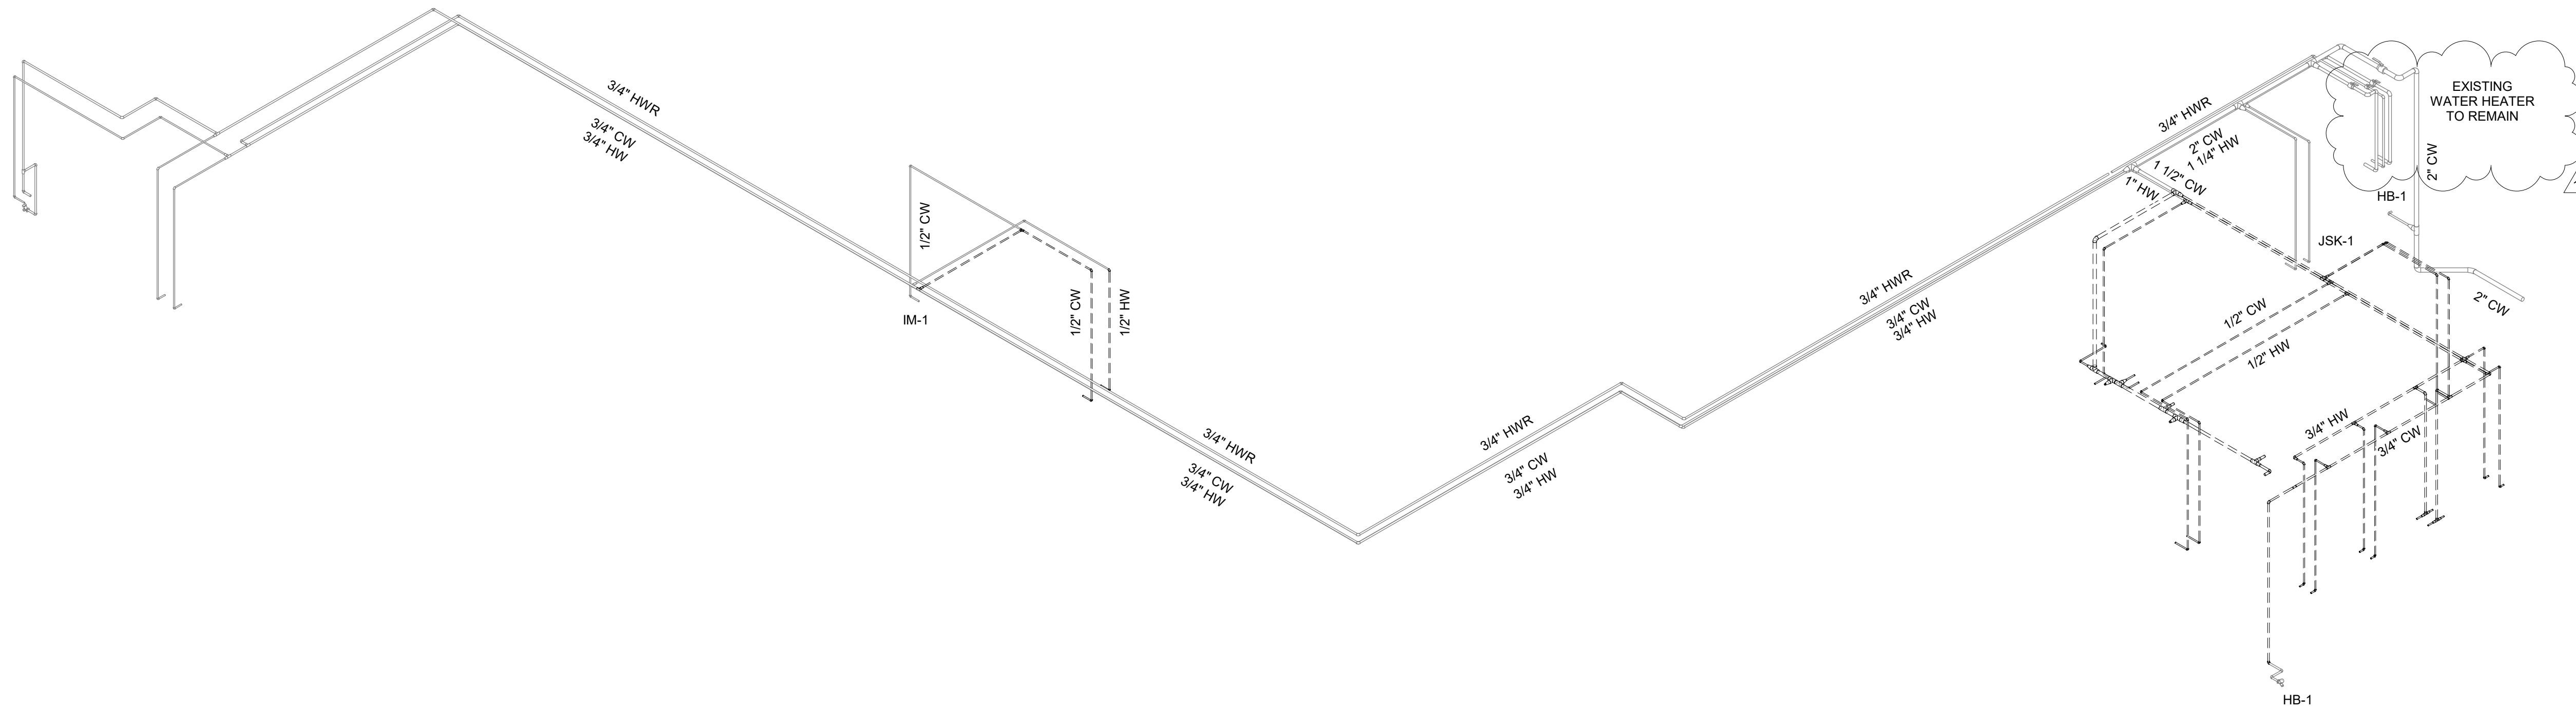 3/4" HWR
3/4" CW
3/4" HW
1/2" CW
IM-1
1/2" CW
1/2" HW
3/4" HWR
3/4" CW
3/4" HW
3/4" HWR
3/4" CW
3/4" HW
3/4" HWR
3/4" CW
3/4" HW
3/4" HWR
2" CW
1 1/4" HW
1 1/2" CW
1" HW
EXISTING
WATER HEATER
TO REMAIN
2" CW
HB-1
JSK-1
2" CW
1/2" CW
1/2" HW
3/4" HW
3/4" CW
HB-1